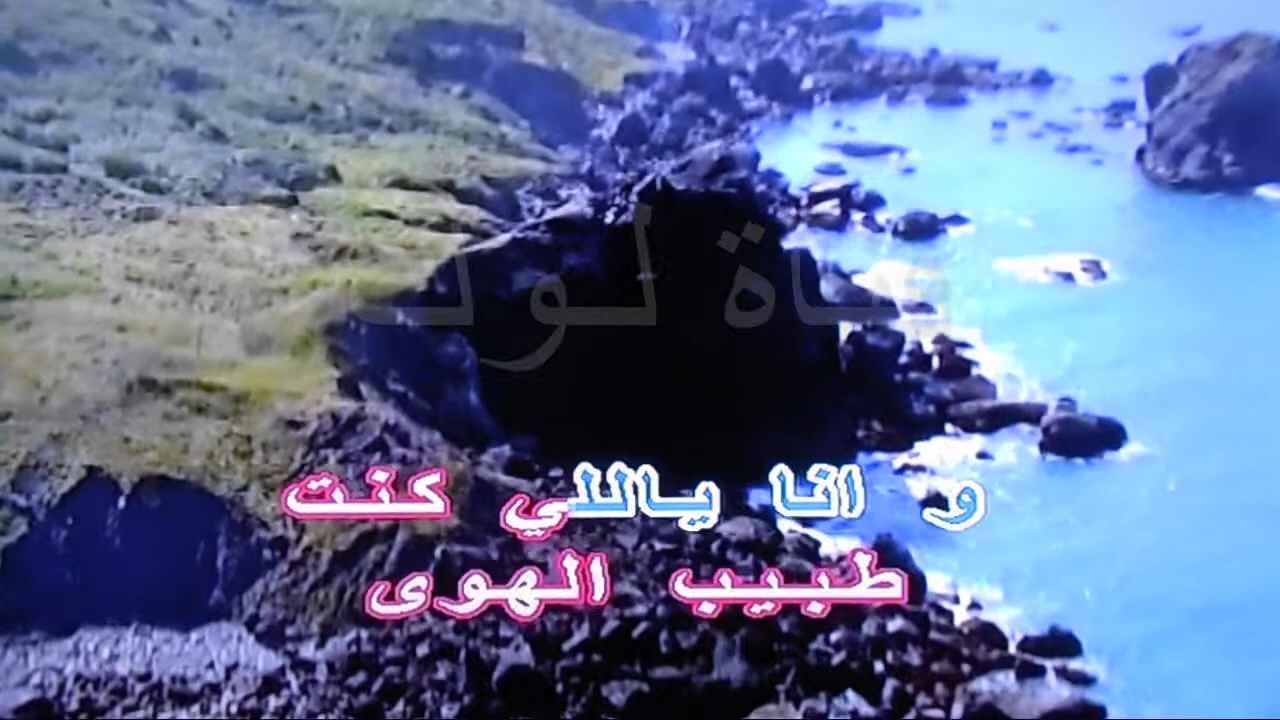 و انا ياللي كنت
طبيب الهوى